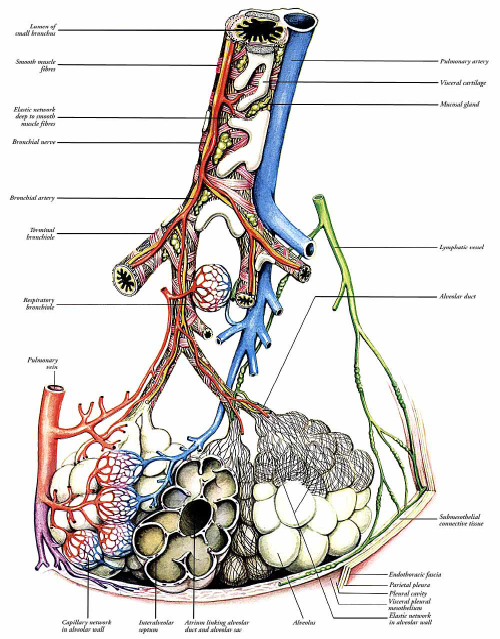 Lumen of
small bronchus
Smooth muscle
fibres
Elastic network
deep to smooth
muscle fibres
Bronchial nerve
Bronchial artery
Terminal
bronchiole
Respiratory
bronchiole
Pulmonary
vein
Pulmonary artery
Visceral cartilage
Mucosal gland
Lymphatic vessel
Alveolar duct
Submesothelial
connective tissue
Endothoracic fascia
Parietal pleura
Pleural cavity
Visceral pleural
mesothelium
Elastic network
in alveolar wall
Capillary network
in alveolar wall
Interalveolar
septum
Atrium linking alveolar
duct and alveolar sac
Alveolus